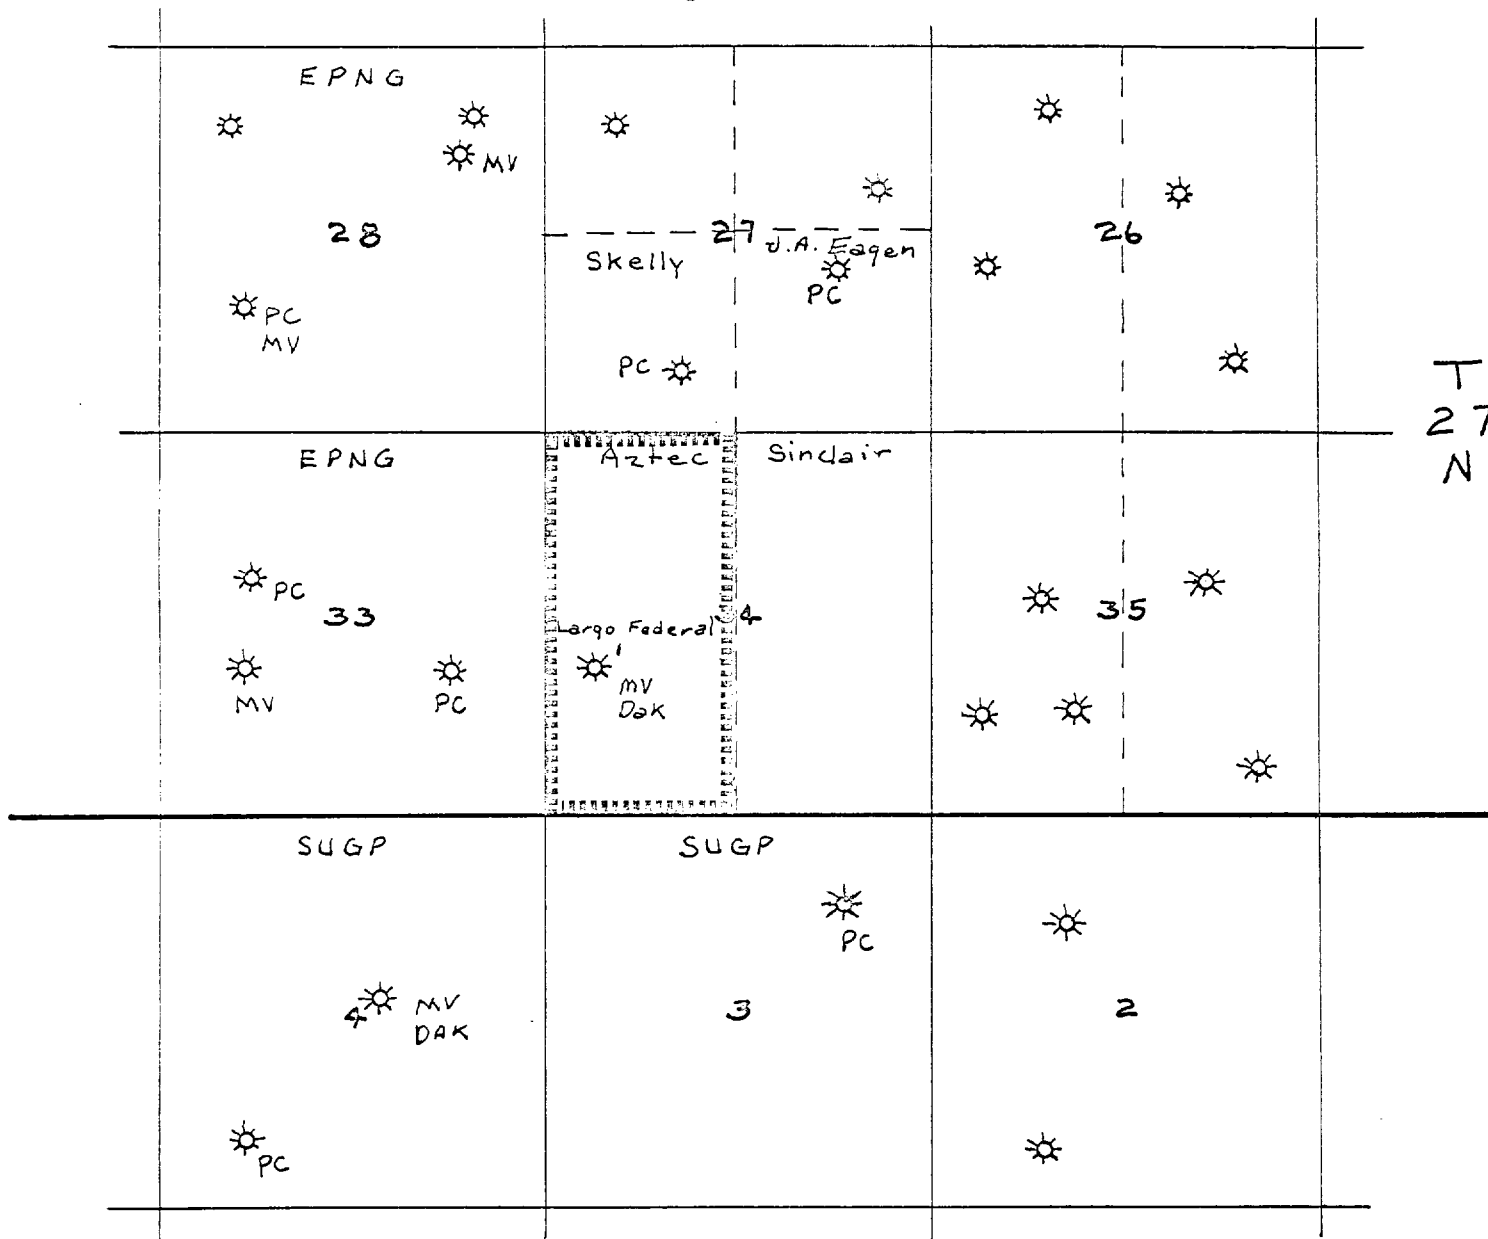 EPNG
MV
28
27
26
Skelly
J.A. Eagen
PC
PC
MV
PC
T
27
N
EPNG
Aztec
Sinclair
PC
33
Largo Federal
1
4
35
MV
PC
MV
Dak
SUGP
SUGP
PC
4
MV
DAK
3
2
PC